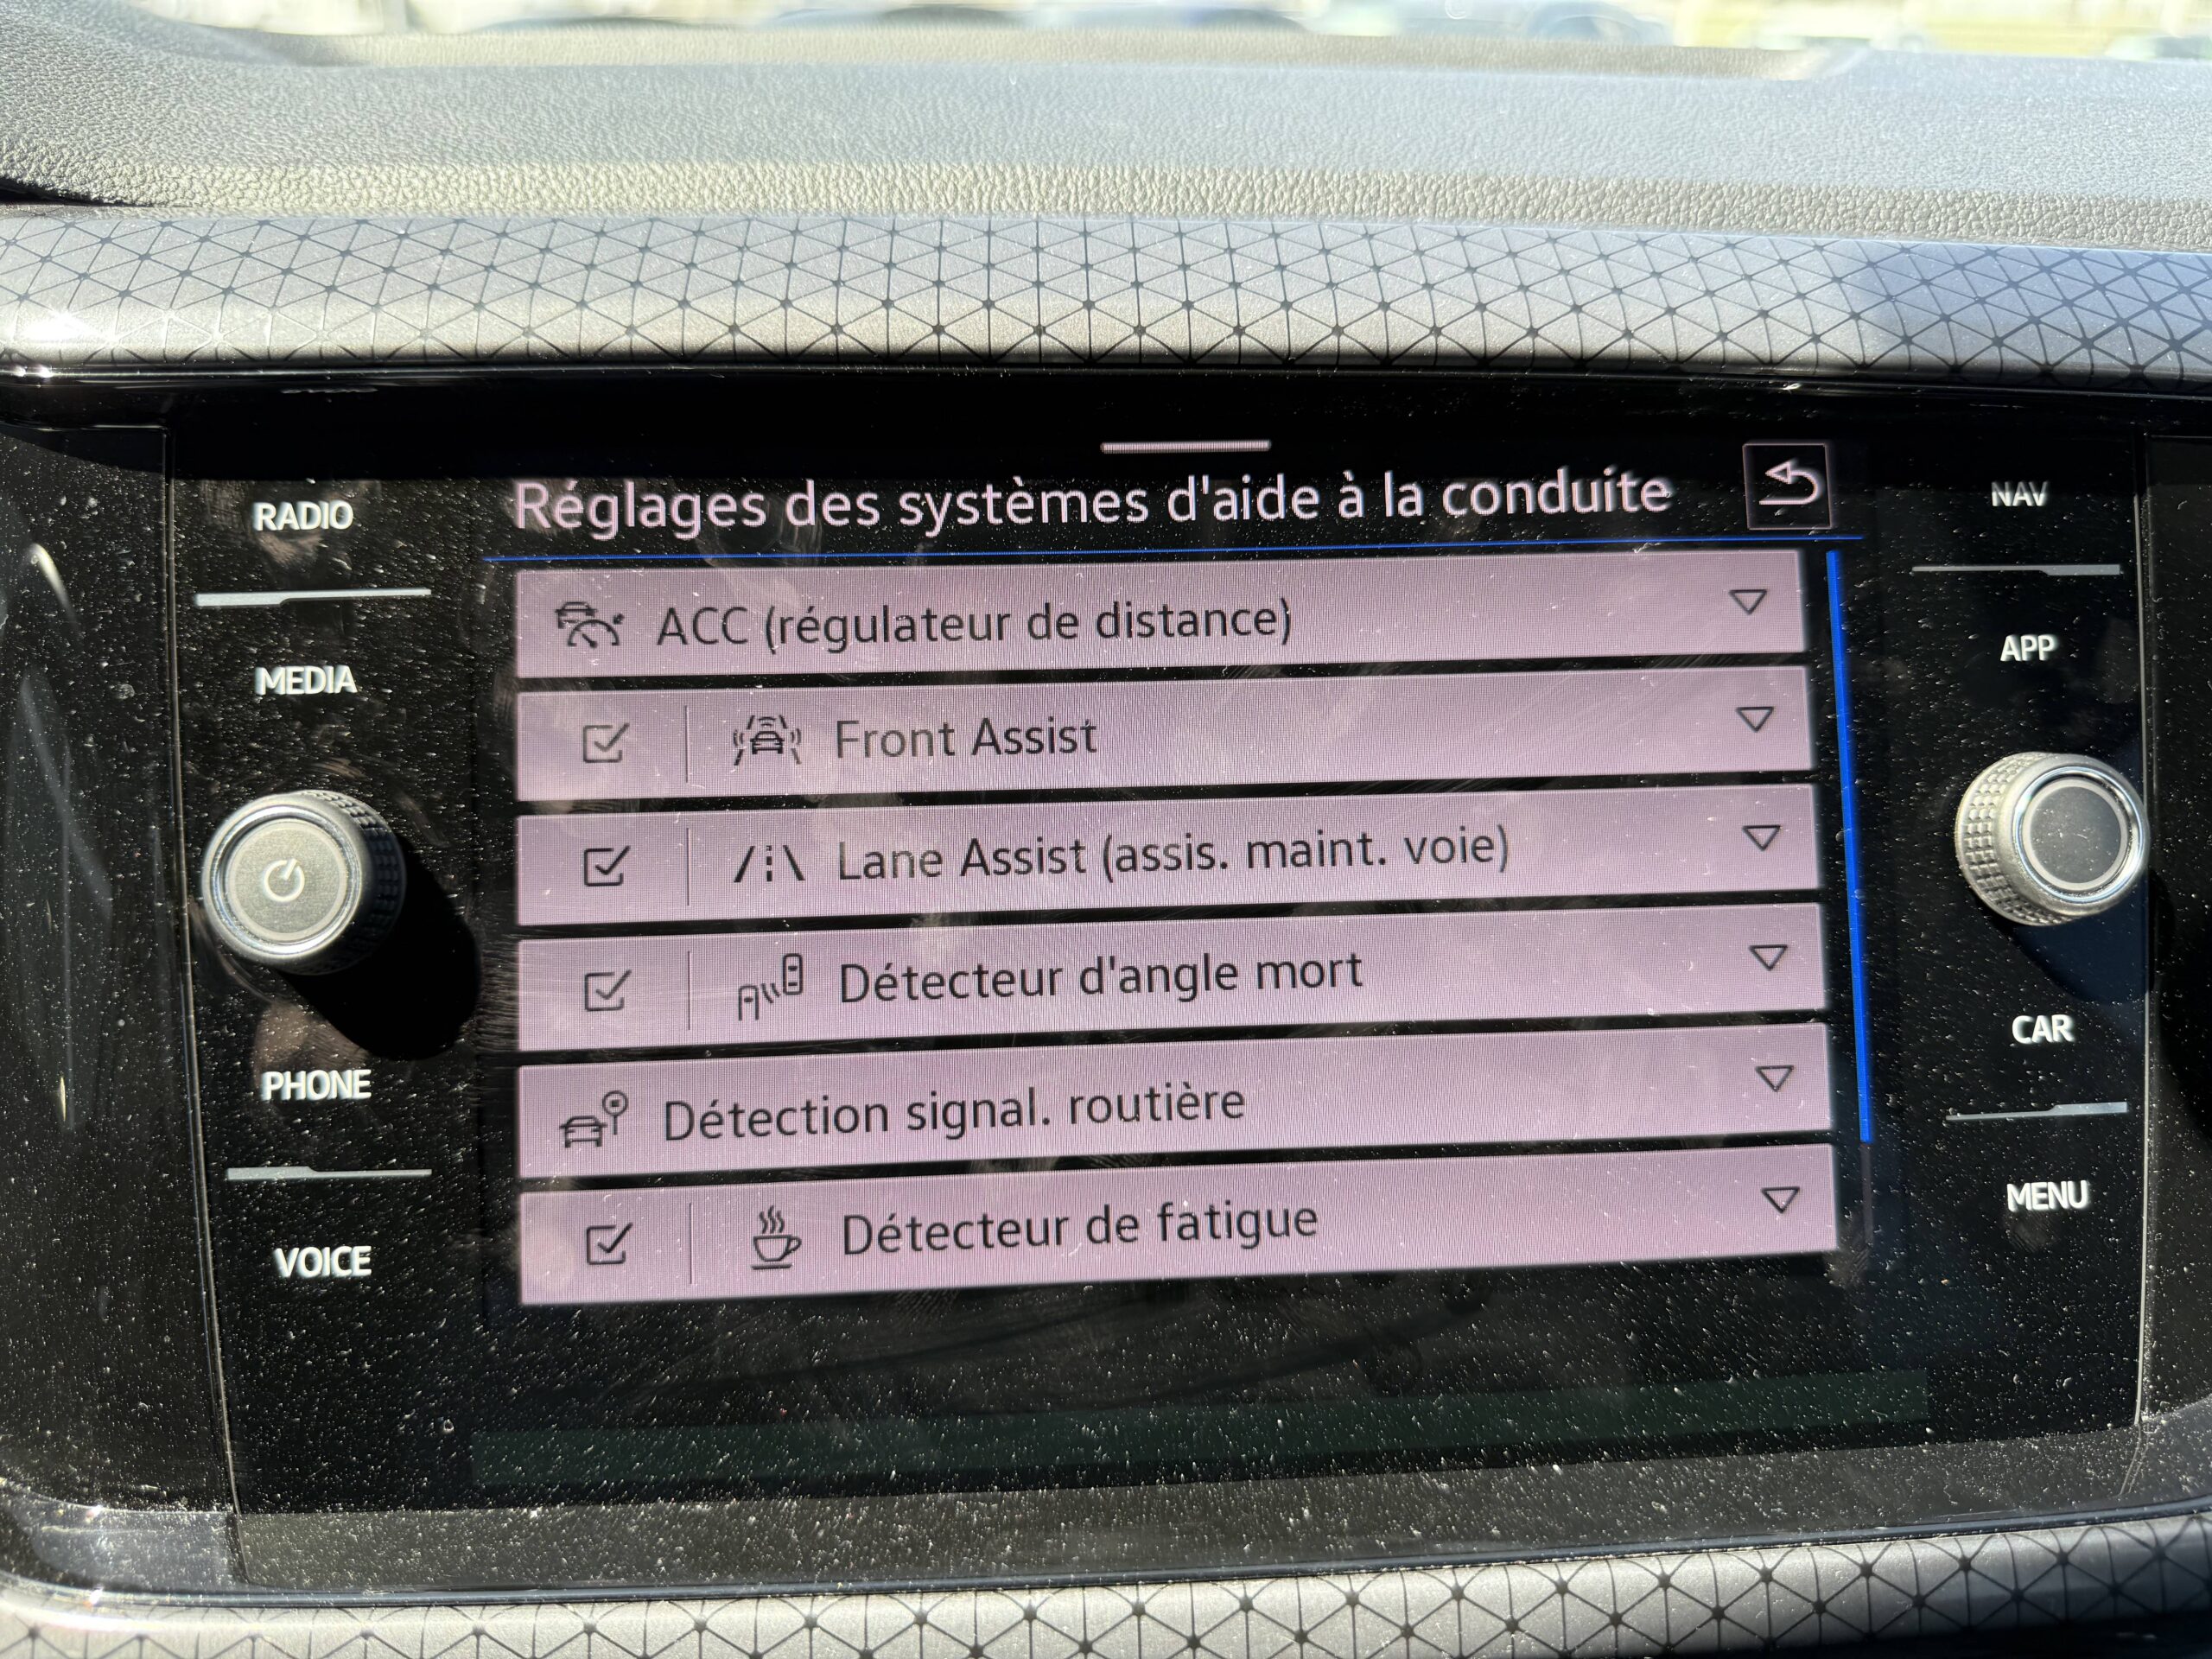 Réglages des systèmes d'aide à la conduite
RADIO
MEDIA
PHONE
VOICE
ACC (régulateur de distance)
Front Assist
Lane Assist (assis. maint. voie)
Détecteur d'angle mort
Détection signal. routière
Détecteur de fatigue
NAV
APP
CAR
MENU